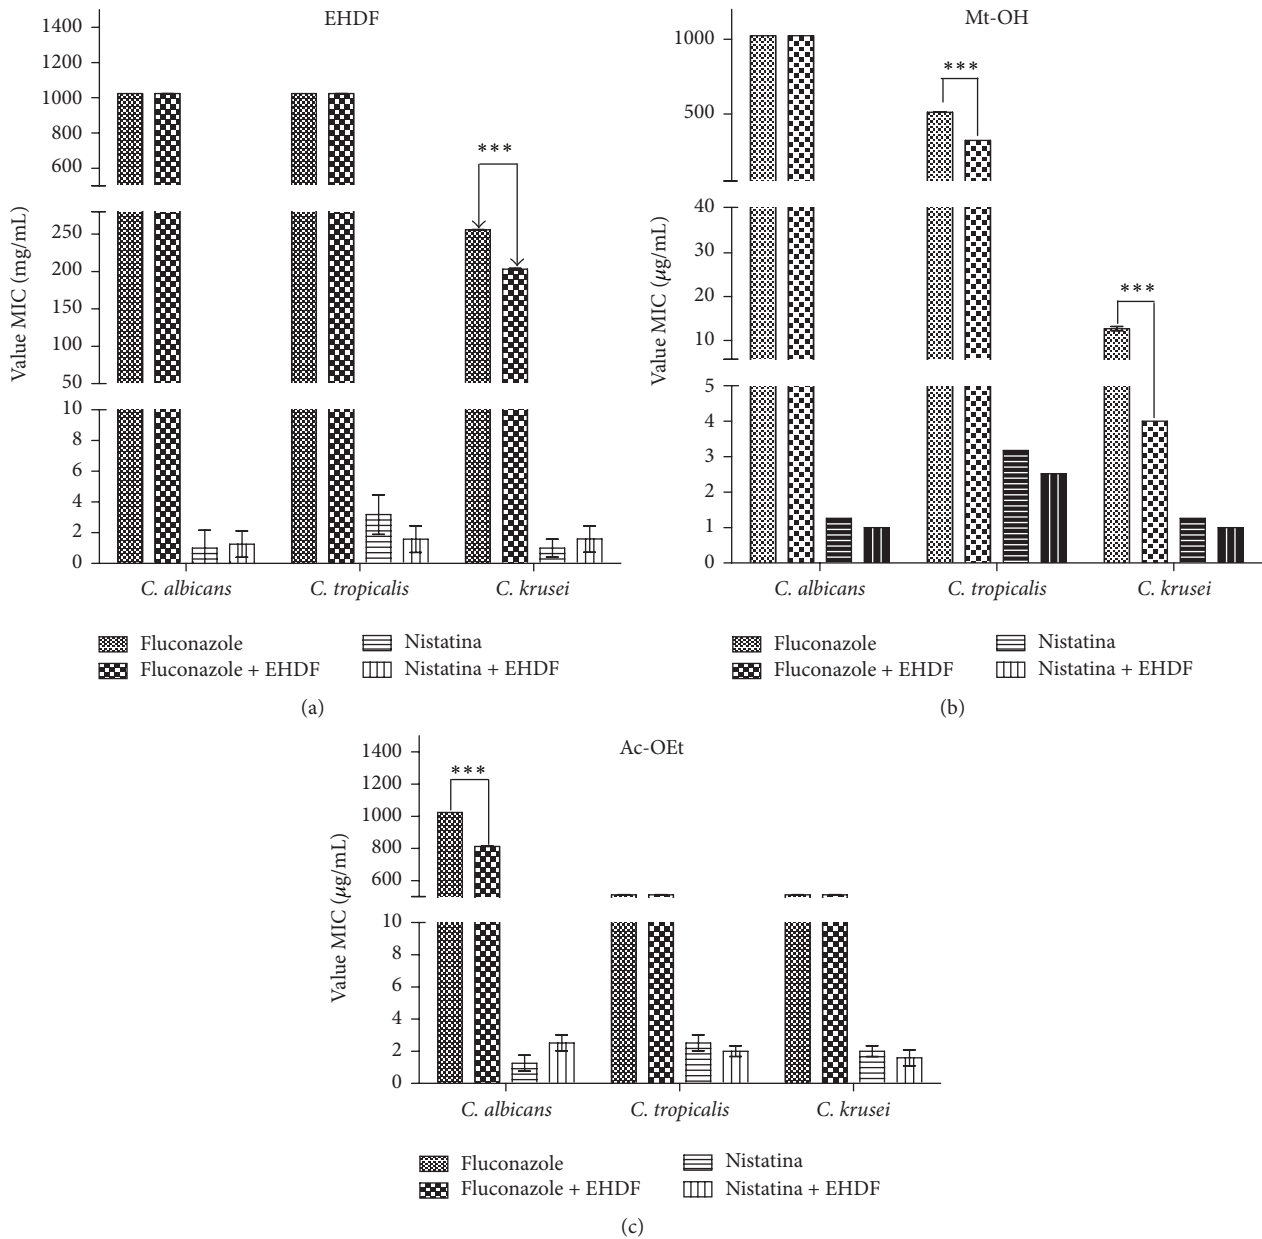 EHDF
1400
1200
1000
800
600
250
200
150
100
50
10
8
6
4
2
0
Value MIC (mg/mL)
***
C. albicans C. tropicalis C. krusei
Fluconazole Nistatina
Fluconazole + EHDF Nistatina + EHDF
(a)
Mt-OH
1000
500
40
30
20
10
5
4
3
2
1
0
Value MIC (μg/mL)
***
***
C. albicans C. tropicalis C. krusei
Fluconazole Nistatina
Fluconazole + EHDF Nistatina + EHDF
(b)
Ac-OEt
1400
1200
1000
800
600
10
8
6
4
2
0
Value MIC (μg/mL)
***
C. albicans C. tropicalis C. krusei
Fluconazole Nistatina
Fluconazole + EHDF Nistatina + EHDF
(c)